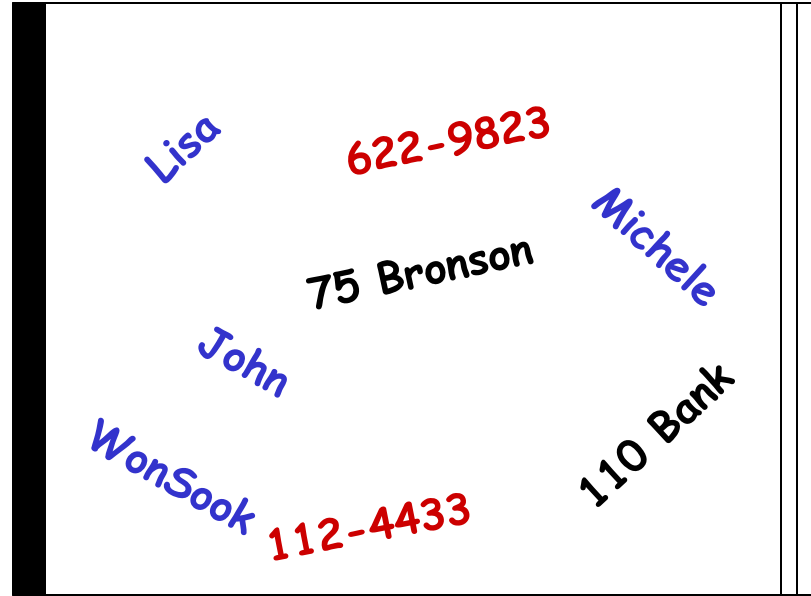 Lisa
622-9823
Michele
75 Bronson
John
110 Bank
WonSook
112-4433